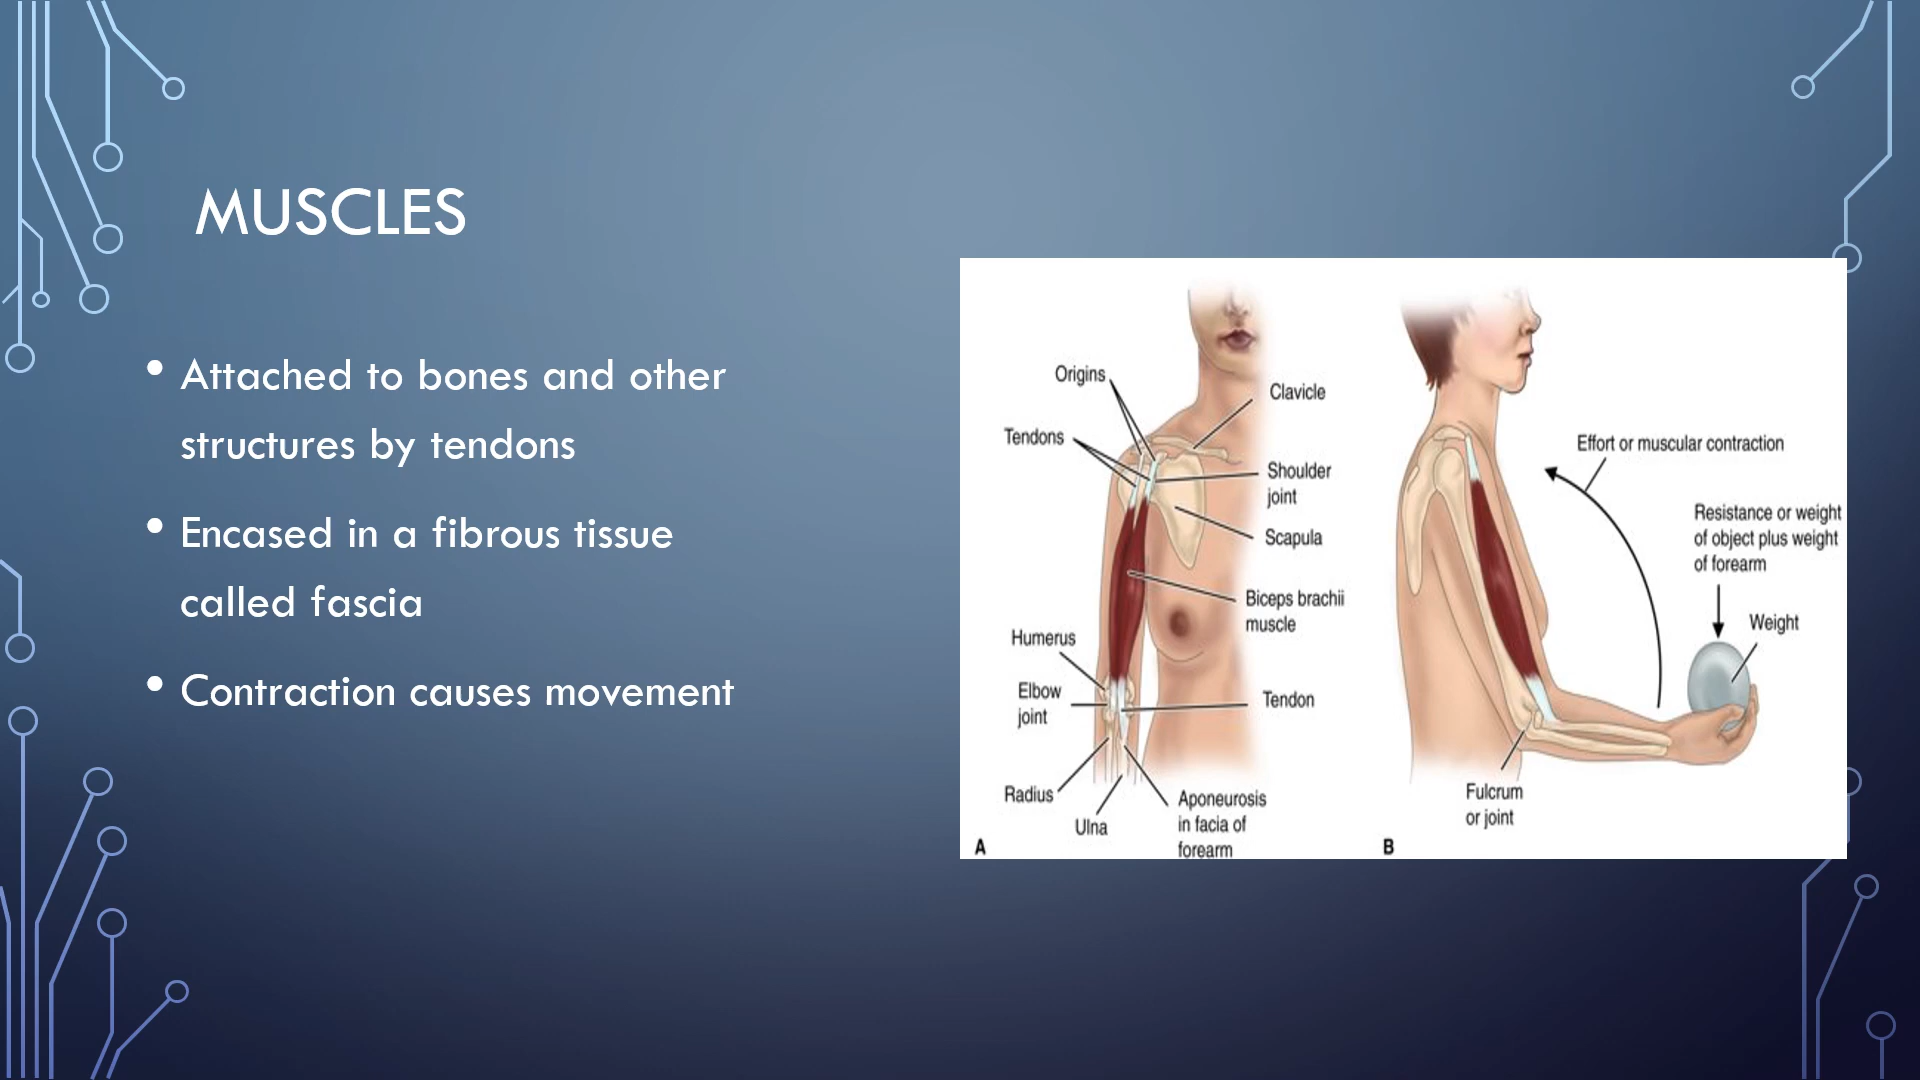 MUSCLES
• Attached to bones and other
structures by tendons
• Encased in a fibrous tissue
called fascia
• Contraction causes movement
Origins
Tendons
Clavicle
Shoulder
joint
Scapula
Biceps brachii
muscle
Humerus
Elbow
joint
Tendon
Radius
Ulna
Aponeurosis
in facia of
forearm
A
Effort or muscular contraction
Resistance or weight
of object plus weight
of forearm
Weight
Fulcrum
or joint
B